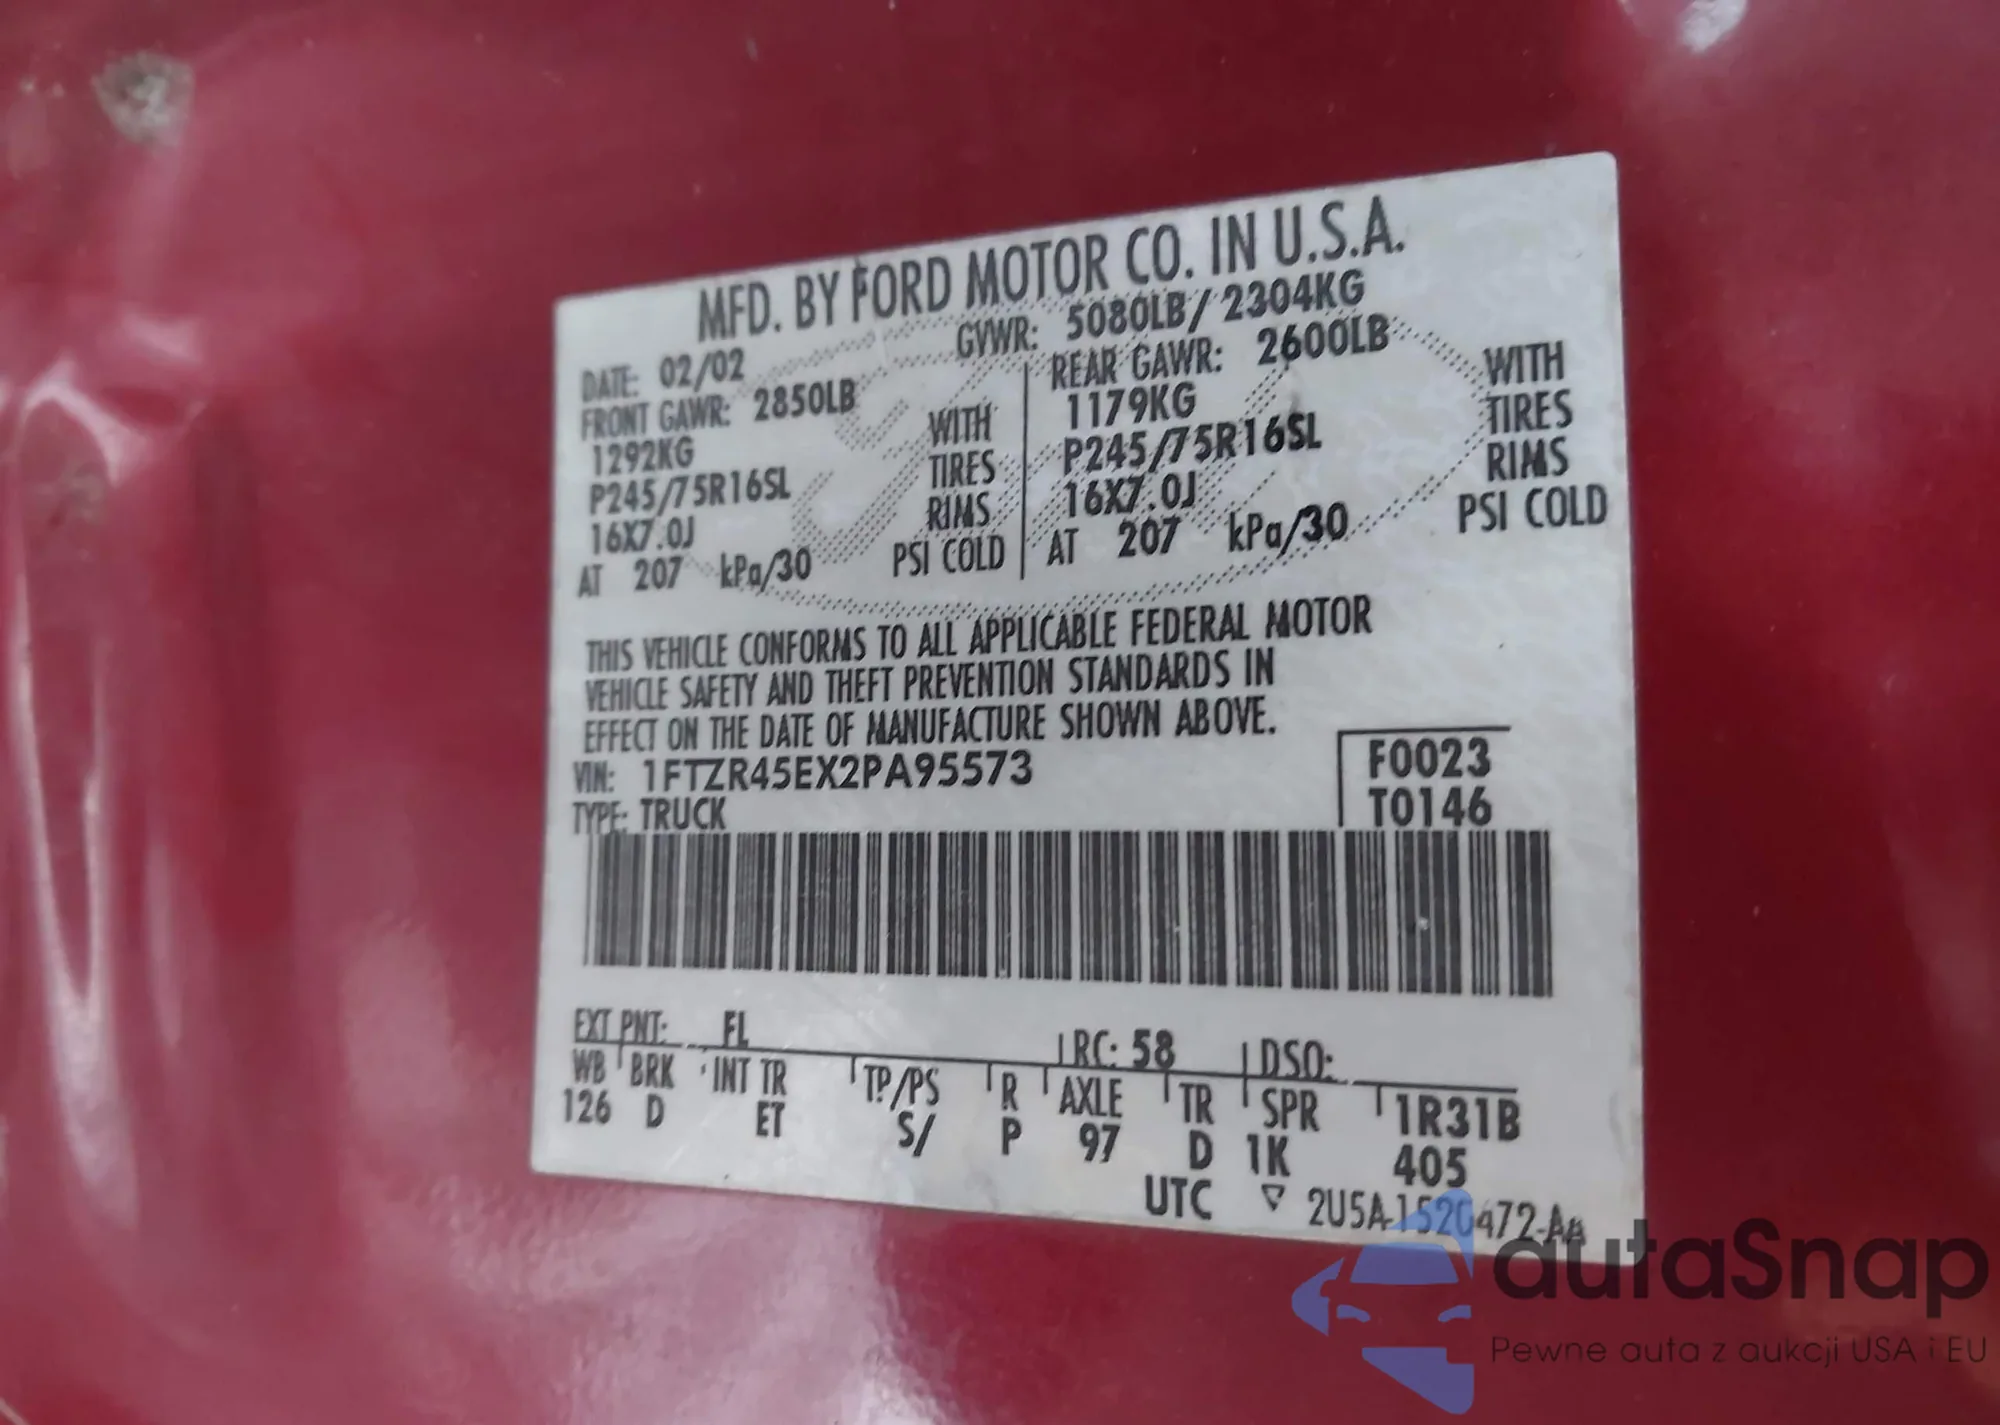 MFD. BY FORD MOTOR CO. IN U.S.A.
DATE: 02/02 GVWR: 5080LB/ 2304KG
FRONT GAWR: 2850LB REAR GAWR: 2600LB
1292KG WITH 1179KG WITH
P245/75R16SL TIRES P245/75R16SL TIRES
16X7.0J RIMS 16X7.0J RIMS
AT 207 kPa/30 PSI COLD AT 207 kPa/30 PSI COLD
THIS VEHICLE CONFORMS TO ALL APPLICABLE FEDERAL MOTOR
VEHICLE SAFETY AND THEFT PREVENTION STANDARDS IN
EFFECT ON THE DATE OF MANUFACTURE SHOWN ABOVE.
VIN: 1FTZR45EX2PA95573 F0023
TYPE: TRUCK T0146
EXT PNT: FL RC: 58 DSO:
WB BRK INT TR TP/PS R AXLE TR SPR 1R31B
126 D ET S/ P 97 D 1K 405
UTC ▽ 2U5A-1520472-AA
autaSnap
Pewne auta z aukcji USA i EU